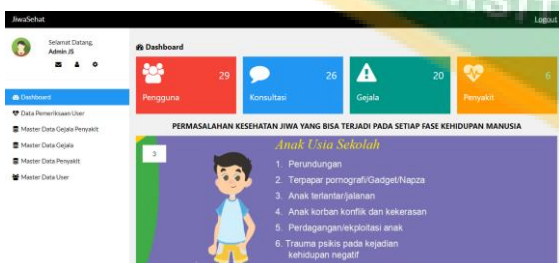 JiwaSehat
Logout
Selamat Datang,
Admin JS
Dashboard
29
Pengguna
26
Konsultasi
20
Gejala
6
Penyakit
Dashboard
Data Pemeriksaan User
Master Data Gejala Penyakit
Master Data Gejala
Master Data Penyakit
Master Data User
PERMASALAHAN KESEHATAN JIWA YANG BISA TERJADI PADA SETIAP FASE KEHIDUPAN MANUSIA
3
Anak Usia Sekolah
1. Perundungan
2. Terpapar pornografi/Gadget/Napza
3. Anak terlantar/jalanan
4. Anak korban konflik dan kekerasan
5. Perdagangan/ekploitasi anak
6. Trauma psikis pada kejadian
kehidupan negatif